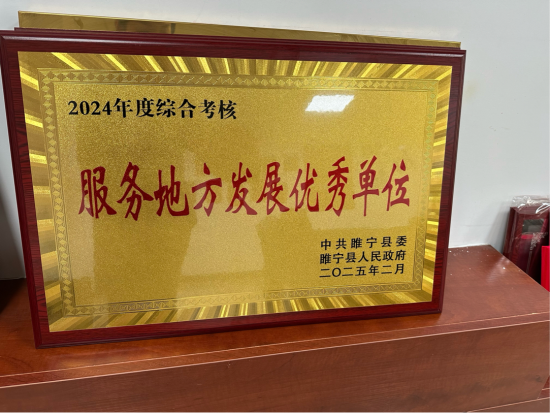 2024年度综合考核
服务地方发展优秀单位
中共睢宁县委
睢宁县人民政府
二〇二五年二月